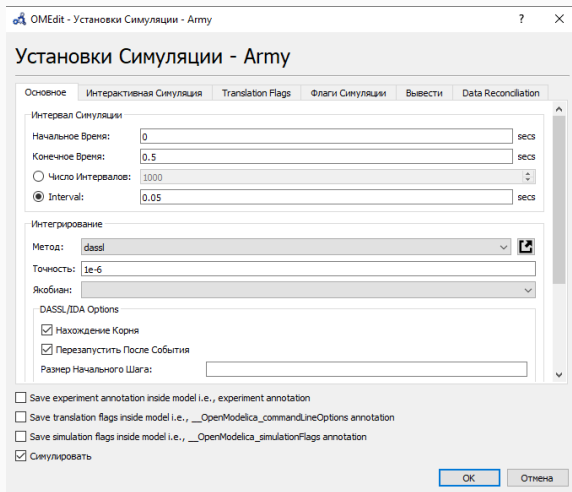 OMEdit - Установки Симуляции - Army
Установки Симуляции - Army
Основное Интерактивная Симуляция Translation Flags Флаги Симуляции Вывести Data Reconciliation
Интервал Симуляции
Начальное Время: 0 secs
Конечное Время: 0.5 secs
Число Интервалов: 1000
Interval: 0.05 secs
Интегрирование
Метод: dassl
Точность: 1e-6
Якобиан:
DASSL/IDA Options
Нахождение Корня
Перезапустить После События
Размер Начального Шага:
Save experiment annotation inside model i.e., experiment annotation
Save translation flags inside model i.e., __OpenModelica_commandLineOptions annotation
Save simulation flags inside model i.e., __OpenModelica_simulationFlags annotation
Симулировать
OK Отмена